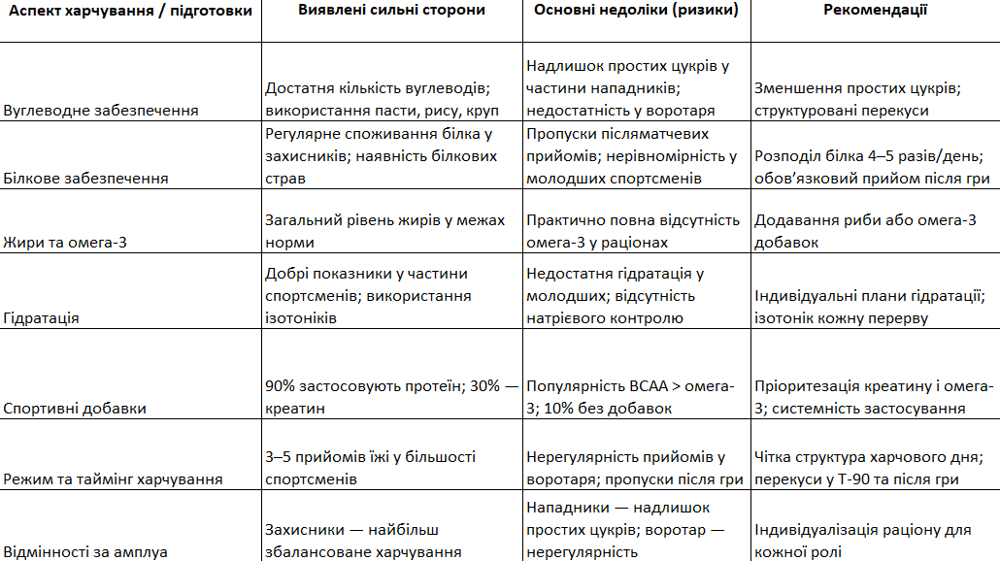 Аспект харчування / підготовки
Виявлені сильні сторони
Основні недоліки (ризики)
Рекомендації
Вуглеводне забезпечення
Достатня кількість вуглеводів;
використання пасти, рису, круп
Надлишок простих цукрів у
частини нападників;
недостатність у воротаря
Зменшення простих цукрів;
структуровані перекуси
Білкове забезпечення
Регулярне споживання білка у
захисників; наявність білкових
страв
Пропуски післяматчевих
прийомів; нерівномірність у
молодших спортсменів
Розподіл білка 4–5 разів/день;
обов’язковий прийом після гри
Жири та омега-3
Загальний рівень жирів у межах
норми
Практично повна відсутність
омега-3 у раціонах
Додавання риби або омега-3
добавок
Гідратація
Добрі показники у частини
спортсменів; використання
ізотоніків
Недостатня гідратація у
молодших; відсутність
натрієвого контролю
Індивідуальні плани гідратації;
ізотонік кожну перерву
Спортивні добавки
90% застосовують протеїн; 30% —
креатин
Популярність BCAA > омега-
3; 10% без добавок
Пріоритезація креатину і омега-
3; системність застосування
Режим та таймінг харчування
3–5 прийомів їжі у більшості
спортсменів
Нерегулярність прийомів у
воротаря; пропуски після гри
Чітка структура харчового дня;
перекуси у Т-90 та після гри
Відмінності за амплуа
Захисники — найбільш
збалансоване харчування
Нападники — надлишок
простих цукрів; воротар —
нерегулярність
Індивідуалізація раціону для
кожної ролі